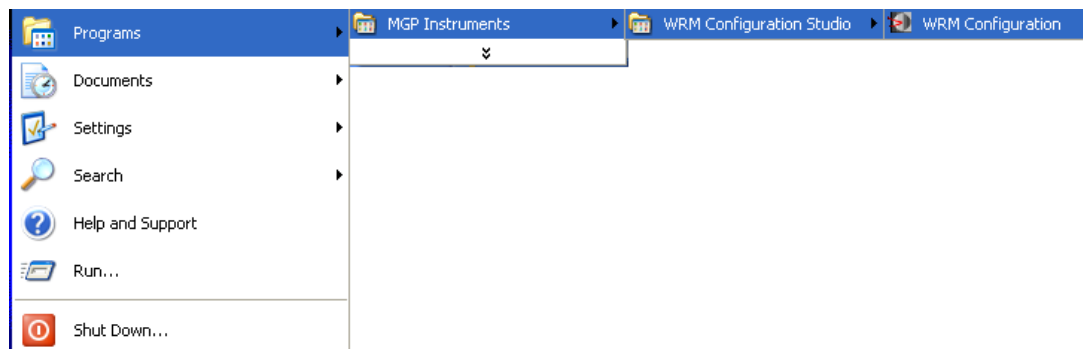 Programs
MGP Instruments
WRM Configuration Studio
WRM Configuration
Documents
Settings
Search
Help and Support
Run...
Shut Down...